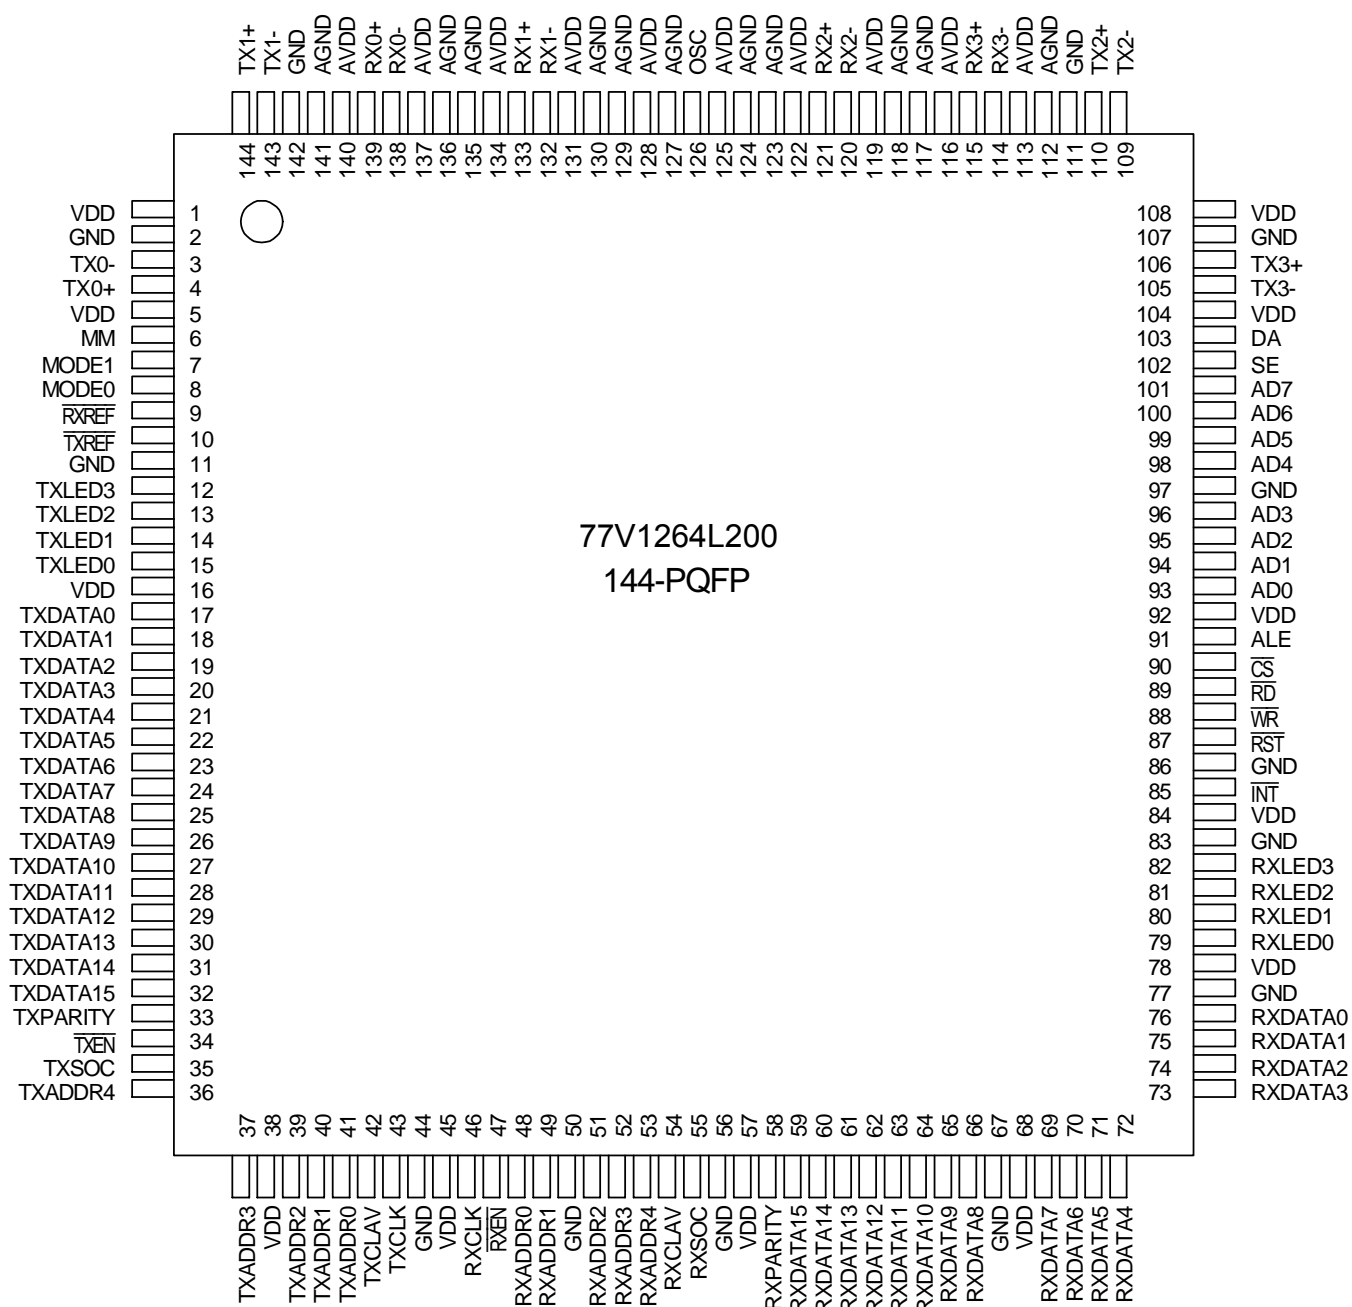 TX1+ TX1- GND AGND AVDD RX0+ RX0- AVDD AGND AGND AVDD RX1+ RX1- AVDD AGND AGND AVDD AGND OSC AVDD AGND AGND AVDD RX2+ RX2- AVDD AGND AGND AVDD RX3+ RX3- AVDD AGND GND TX2+ TX2-
144 143 142 141 140 139 138 137 136 135 134 133 132 131 130 129 128 127 126 125 124 123 122 121 120 119 118 117 116 115 114 113 112 111 110 109
VDD 1 108 VDD
GND 2 107 GND
TX0- 3 106 TX3+
TX0+ 4 105 TX3-
VDD 5 104 VDD
MM 6 103 DA
MODE1 7 102 SE
MODE0 8 101 AD7
RXREF 9 100 AD6
TXREF 10 99 AD5
GND 11 98 AD4
TXLED3 12 97 GND
TXLED2 13 96 AD3
TXLED1 14 95 AD2
TXLED0 15 94 AD1
VDD 16 93 AD0
TXDATA0 17 92 VDD
TXDATA1 18 91 ALE
TXDATA2 19 90 CS
TXDATA3 20 89 RD
TXDATA4 21 88 WR
TXDATA5 22 87 RST
TXDATA6 23 86 GND
TXDATA7 24 85 INT
TXDATA8 25 84 VDD
TXDATA9 26 83 GND
TXDATA10 27 82 RXLED3
TXDATA11 28 81 RXLED2
TXDATA12 29 80 RXLED1
TXDATA13 30 79 RXLED0
TXDATA14 31 78 VDD
TXDATA15 32 77 GND
TXPARITY 33 76 RXDATA0
TXEN 34 75 RXDATA1
TXSOC 35 74 RXDATA2
TXADDR4 36 73 RXDATA3
77V1264L200
144-PQFP
37 38 39 40 41 42 43 44 45 46 47 48 49 50 51 52 53 54 55 56 57 58 59 60 61 62 63 64 65 66 67 68 69 70 71 72
TXADDR3 VDD TXADDR2 TXADDR1 TXADDR0 TXCLAV TXCLK GND VDD RXCLK RXEN RXADDR0 RXADDR1 GND RXADDR2 RXADDR3 RXADDR4 RXCLAV RXSOC GND VDD RXPARITY RXDATA15 RXDATA14 RXDATA13 RXDATA12 RXDATA11 RXDATA10 RXDATA9 RXDATA8 GND VDD RXDATA7 RXDATA6 RXDATA5 RXDATA4